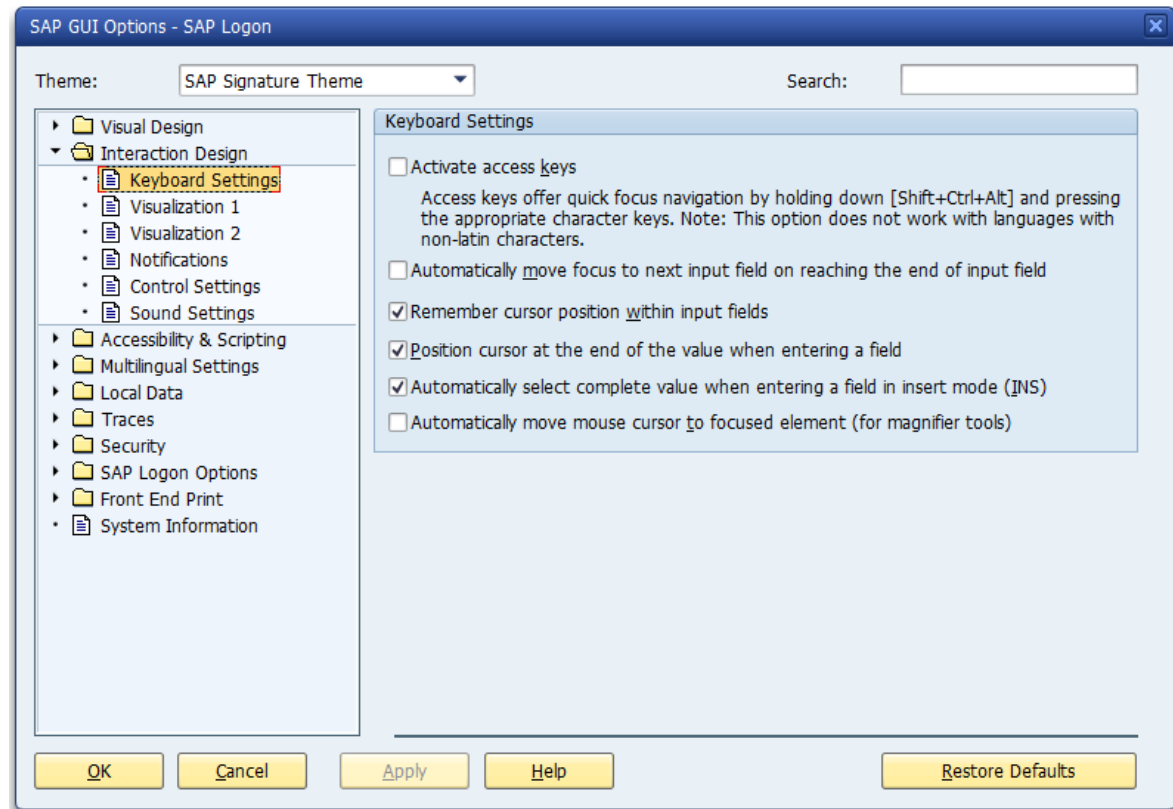 SAP GUI Options - SAP Logon
Theme: SAP Signature Theme Search:
Visual Design
Interaction Design
Keyboard Settings
Visualization 1
Visualization 2
Notifications
Control Settings
Sound Settings
Accessibility & Scripting
Multilingual Settings
Local Data
Traces
Security
SAP Logon Options
Front End Print
System Information
Keyboard Settings
Activate access keys
Access keys offer quick focus navigation by holding down [Shift+Ctrl+Alt] and pressing
the appropriate character keys. Note: This option does not work with languages with
non-latin characters.
Automatically move focus to next input field on reaching the end of input field
Remember cursor position within input fields
Position cursor at the end of the value when entering a field
Automatically select complete value when entering a field in insert mode (INS)
Automatically move mouse cursor to focused element (for magnifier tools)
OK Cancel Apply Help Restore Defaults